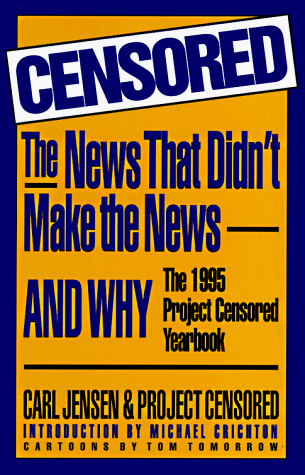 CENSORED
The News That Didn't
Make the News —
AND WHY
The 1995
Project Censored
Yearbook
CARL JENSEN & PROJECT CENSORED
INTRODUCTION BY MICHAEL CRICHTON
CARTOONS BY TOM TOMORROW